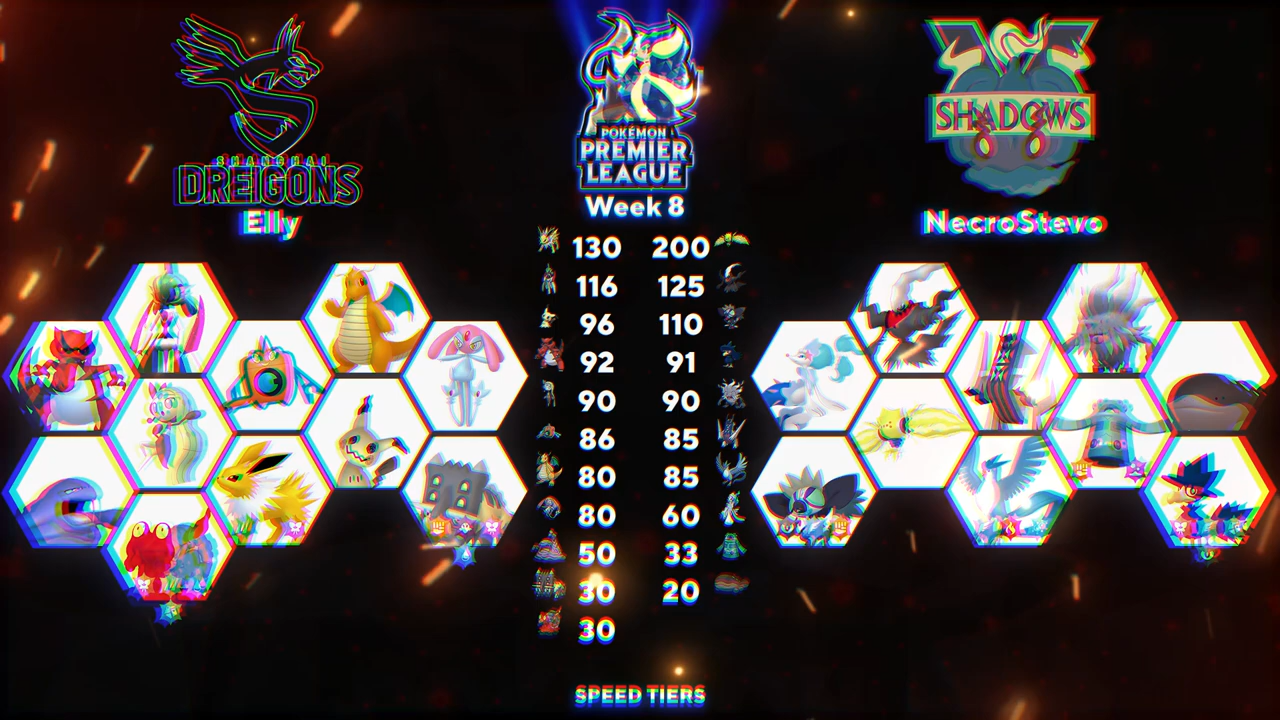 SHANGHAI
DREIGONS
Elly
POKÉMON
PREMIER
LEAGUE
Week 8
SHADOWS
NecroStevo
130 200
116 125
96 110
92 91
90 90
86 85
80 85
80 60
50 33
30 20
30
SPEED TIERS